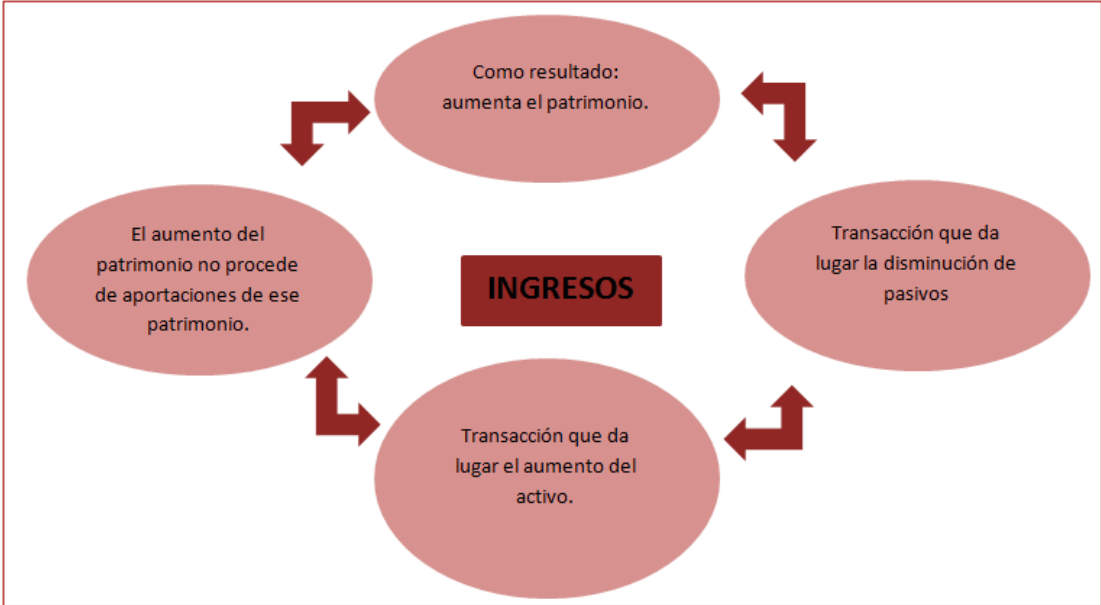 Como resultado:
aumenta el patrimonio.
El aumento del
patrimonio no procede
de aportaciones de ese
patrimonio.
INGRESOS
Transacción que da
lugar la disminución de
pasivos
Transacción que da
lugar el aumento del
activo.